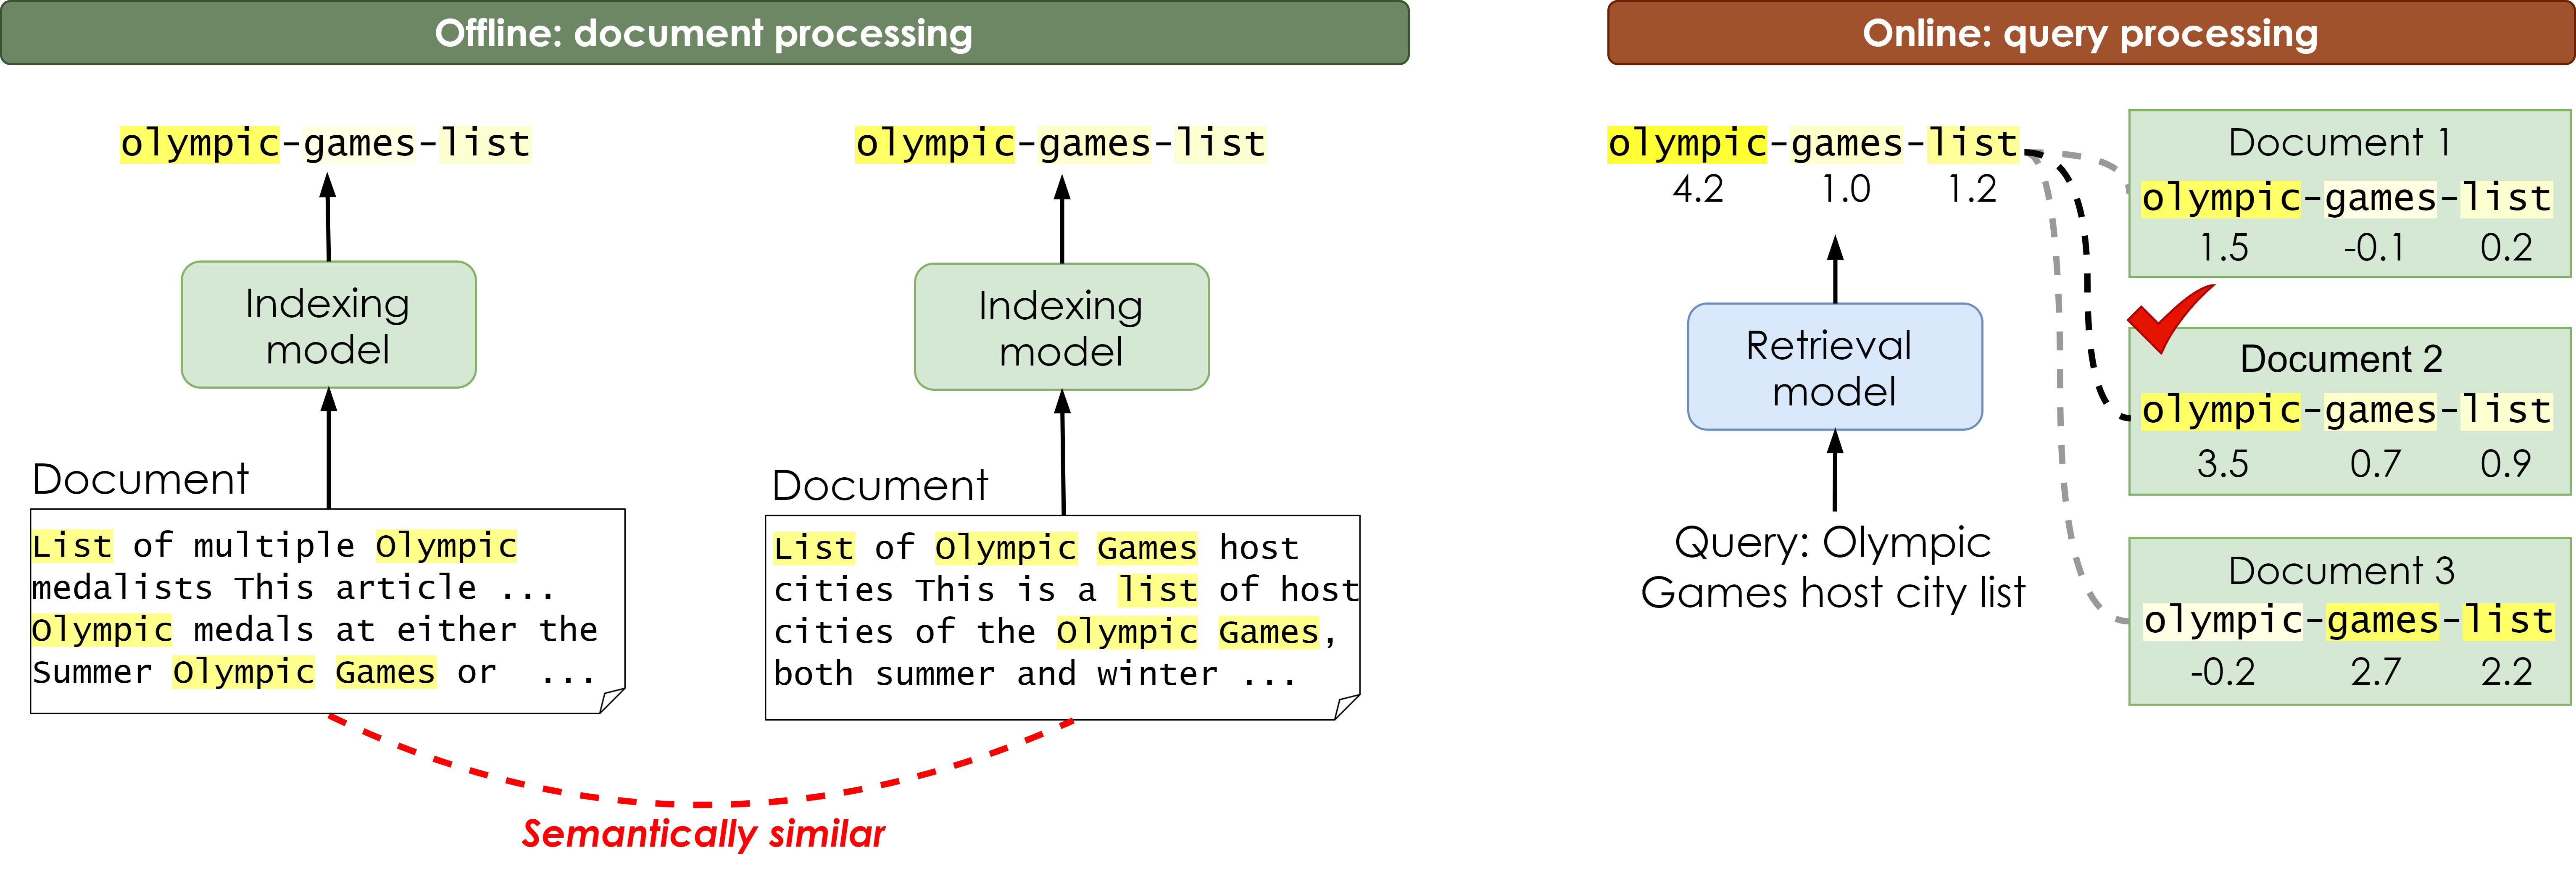 Offline: document processing
olympic-games-list
olympic-games-list
Indexing
model
Indexing
model
Document
List of multiple Olympic
medalists This article ...
Olympic medals at either the
Summer Olympic Games or ...
Document
List of Olympic Games host
cities This is a list of host
cities of the Olympic Games,
both summer and winter ...
Semantically similar
Online: query processing
olympic-games-list
4.2 1.0 1.2
Retrieval
model
Query: Olympic
Games host city list
Document 1
olympic-games-list
1.5 -0.1 0.2
Document 2
olympic-games-list
3.5 0.7 0.9
Document 3
olympic-games-list
-0.2 2.7 2.2